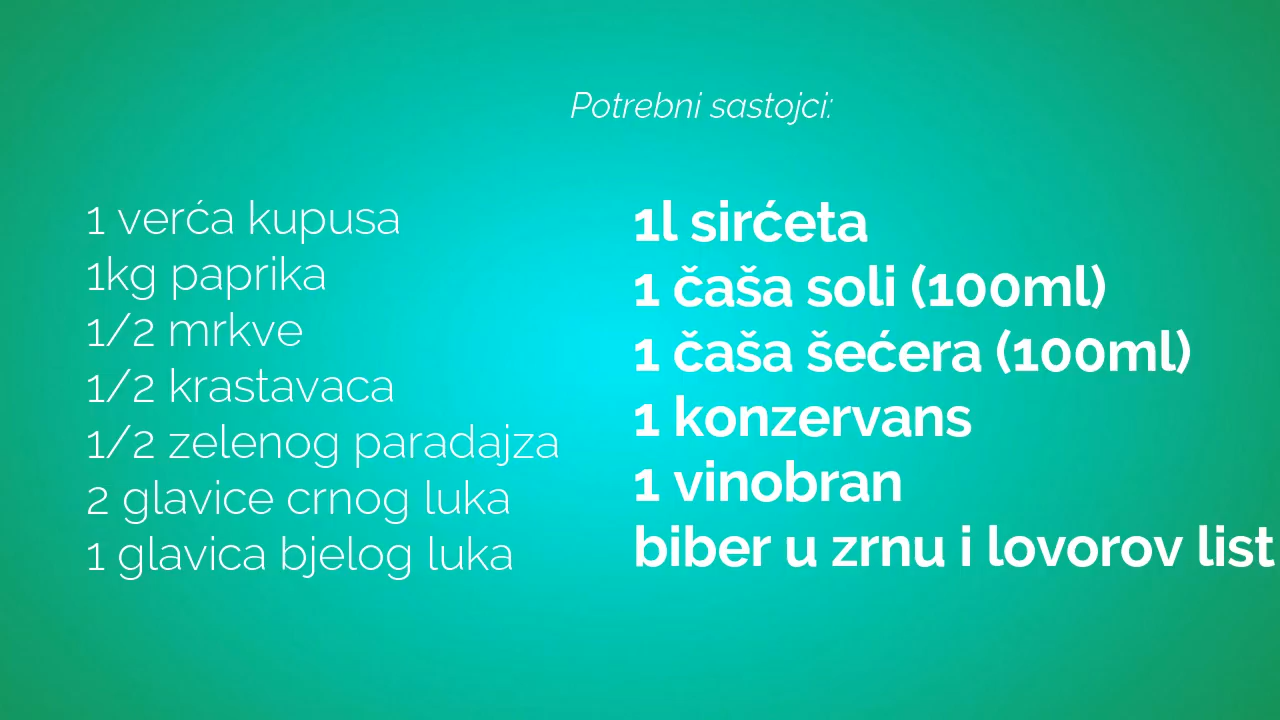 Potrebni sastojci:
1 verća kupusa
1kg paprika
1/2 mrkve
1/2 krastavaca
1/2 zelenog paradajza
2 glavice crnog luka
1 glavica bjelog luka
1l sirćeta
1 čaša soli (100ml)
1 čaša šećera (100ml)
1 konzervans
1 vinobran
biber u zrnu i lovorov list